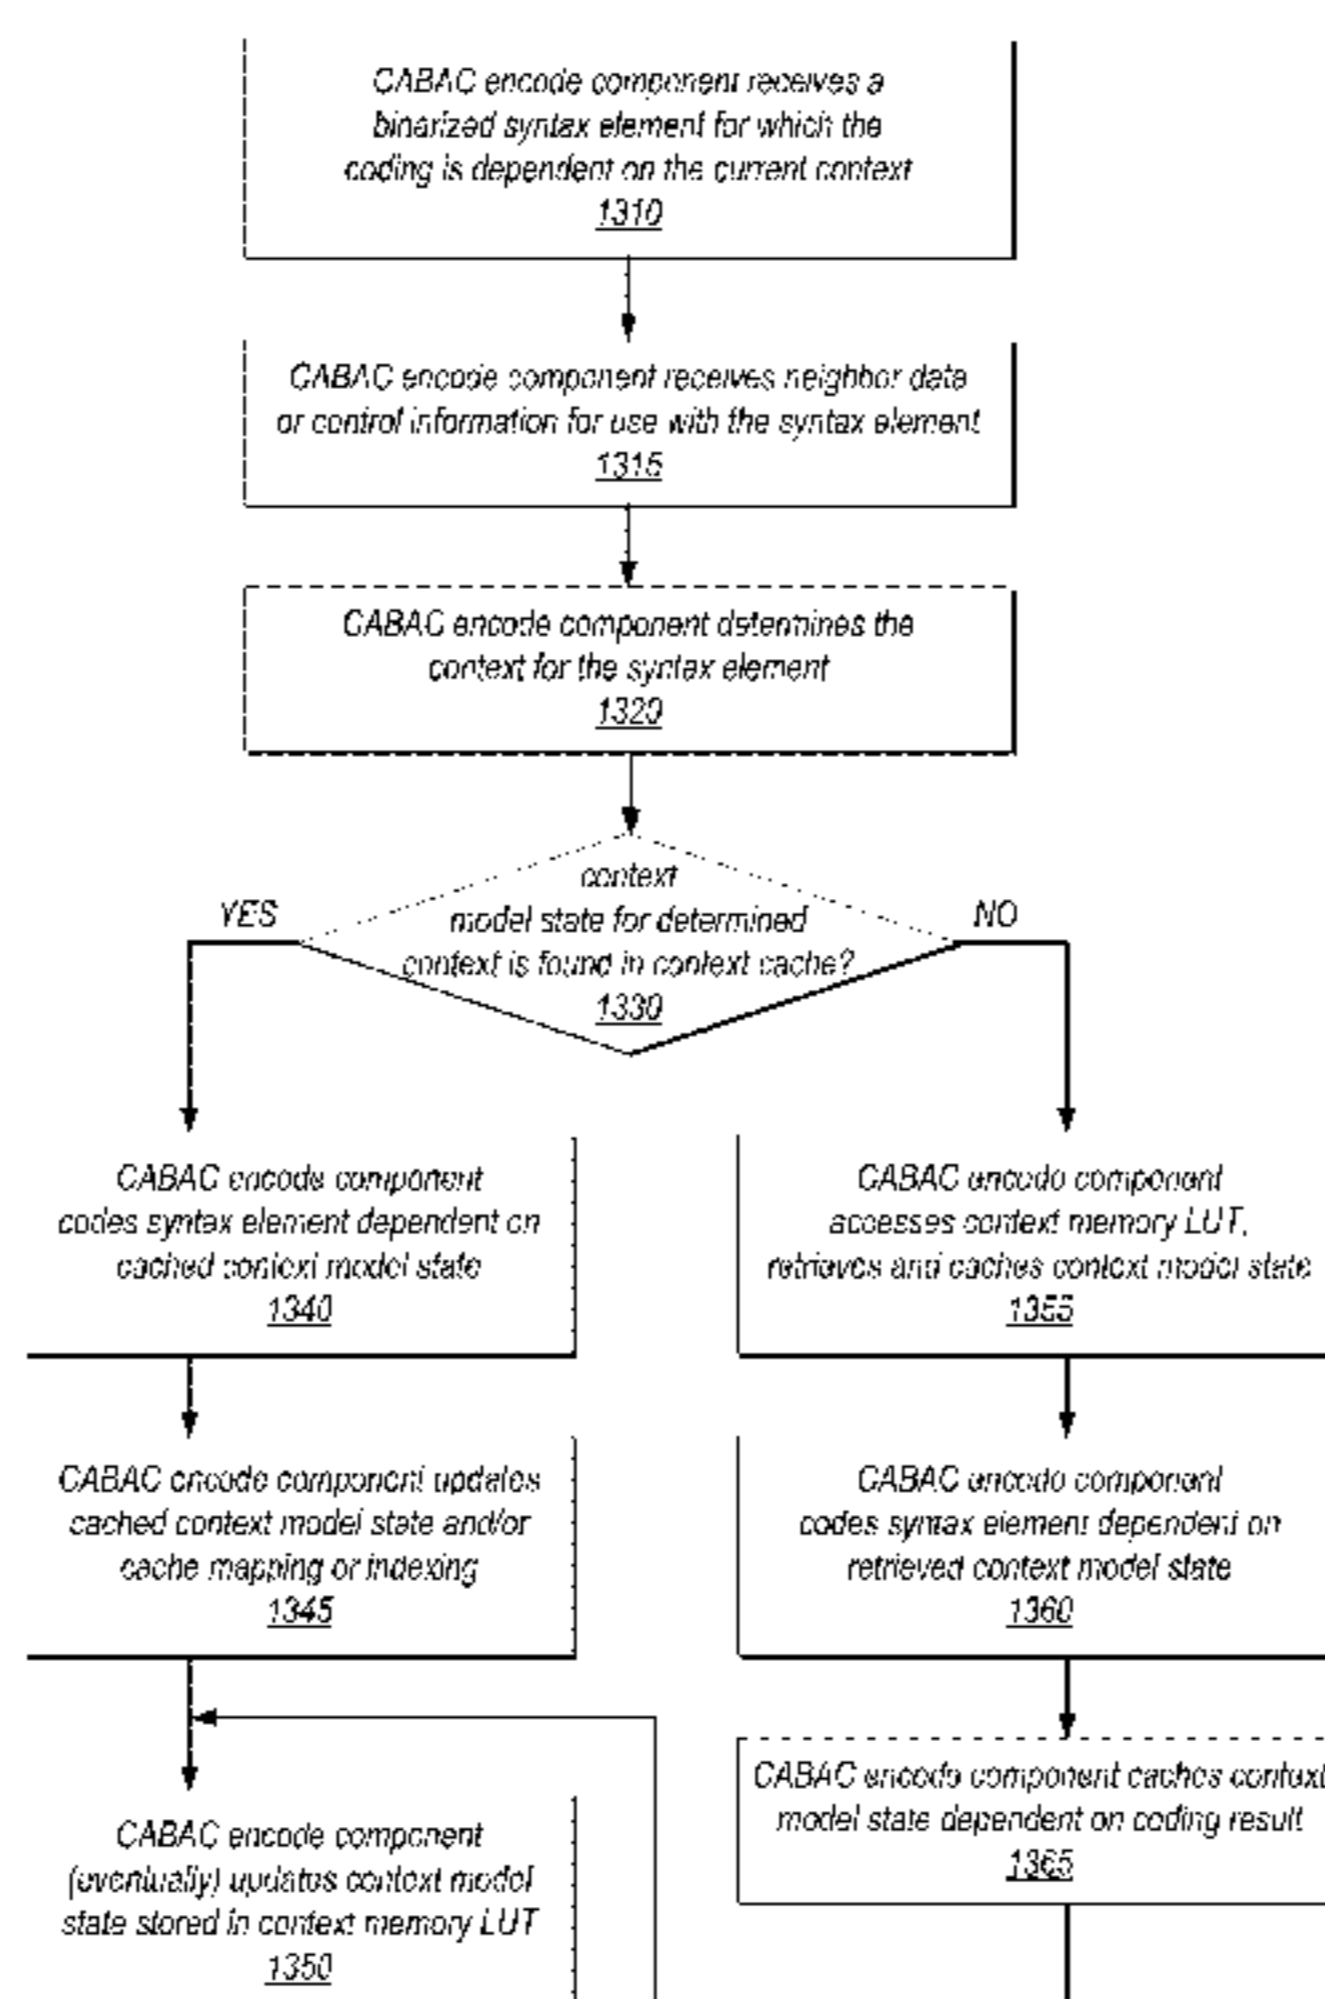 CABAC encode component receives a
binarized syntax element for which the
coding is dependent on the current context
1310
CABAC encode component receives neighbor data
or control information for use with the syntax element
1315
CABAC encode component determines the
context for the syntax element
1320
context
model state for determined
context is found in context cache?
1330
YES
NO
CABAC encode component
codes syntax element dependent on
cached context model state
1340
CABAC encode component updates
cached context model state and/or
cache mapping or indexing
1345
CABAC encode component
(eventually) updates context model
state stored in context memory LUT
1350
CABAC encode component
accesses context memory LUT,
retrieves and caches context model state
1355
CABAC encode component
codes syntax element dependent on
retrieved context model state
1360
CABAC encode component caches context
model state dependent on coding result
1365